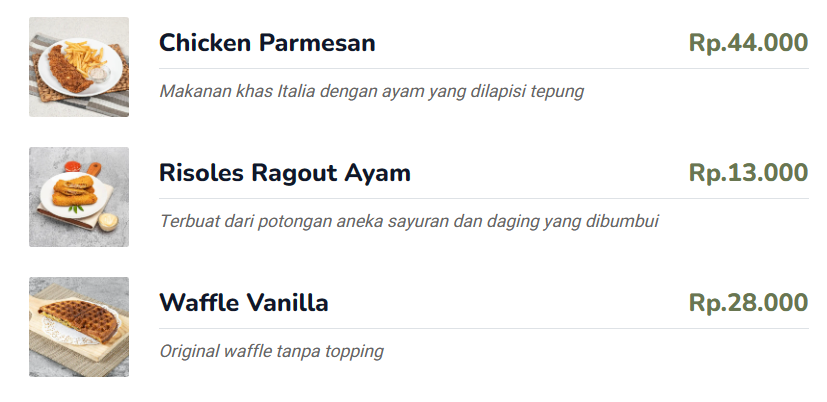 Chicken Parmesan Rp.44.000
Makanan khas Italia dengan ayam yang dilapisi tepung
Risoles Ragout Ayam Rp.13.000
Terbuat dari potongan aneka sayuran dan daging yang dibumbui
Waffle Vanilla Rp.28.000
Original waffle tanpa topping